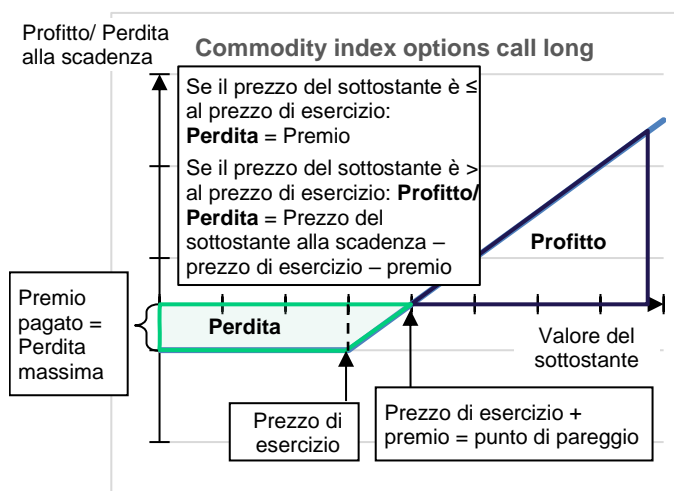 Profitto/ Perdita
alla scadenza
Commodity index options call long
Se il prezzo del sottostante è ≤
al prezzo di esercizio:
Perdita = Premio
Se il prezzo del sottostante è >
al prezzo di esercizio: Profitto/
Perdita = Prezzo del
sottostante alla scadenza –
prezzo di esercizio – premio
Profitto
Premio
pagato =
Perdita
massima
Perdita
Valore del
sottostante
Prezzo di
esercizio
Prezzo di esercizio +
premio = punto di pareggio